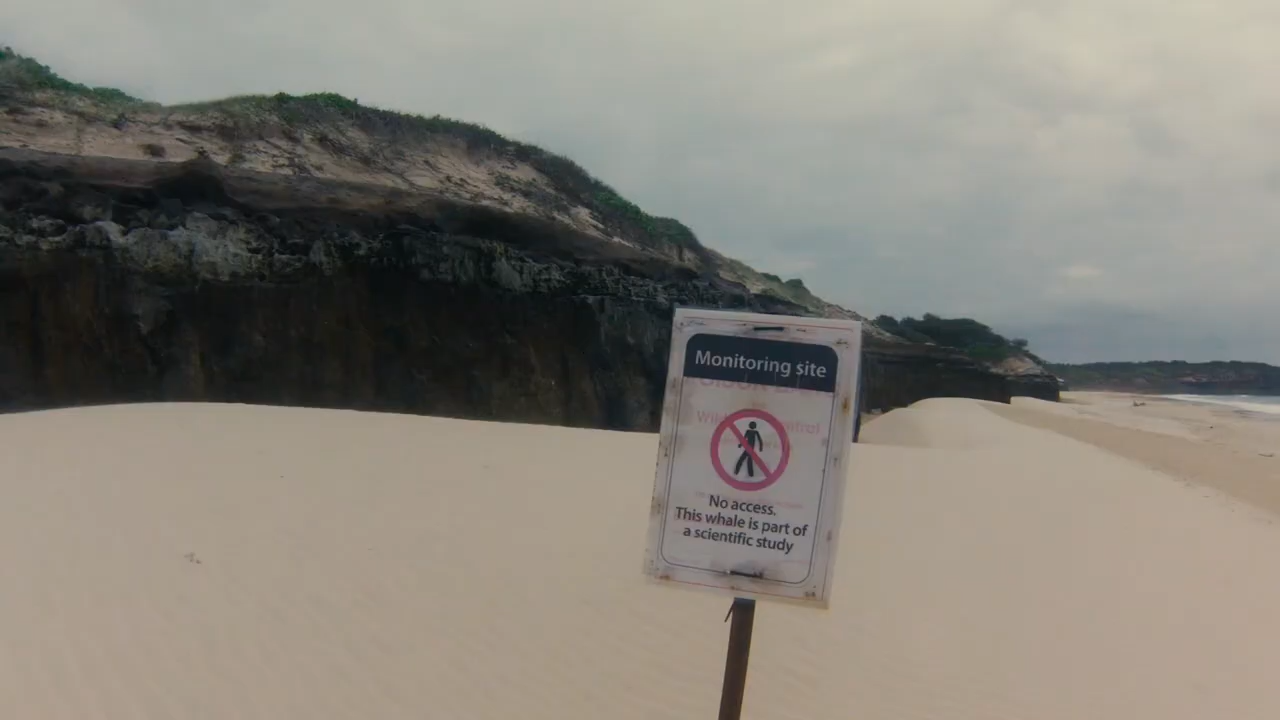 Monitoring site
No access.
This whale is part of
a scientific study